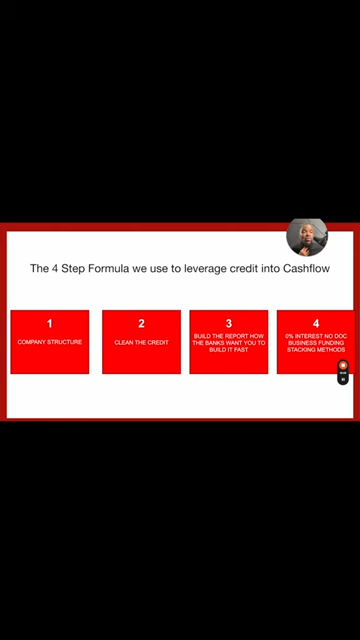 The 4 Step Formula we use to leverage credit into Cashflow
1
COMPANY STRUCTURE
2
CLEAN THE CREDIT
3
BUILD THE REPORT HOW
THE BANKS WANT YOU TO
BUILD IT FAST
4
0% INTEREST NO DOC
BUSINESS FUNDING
STACKING METHODS